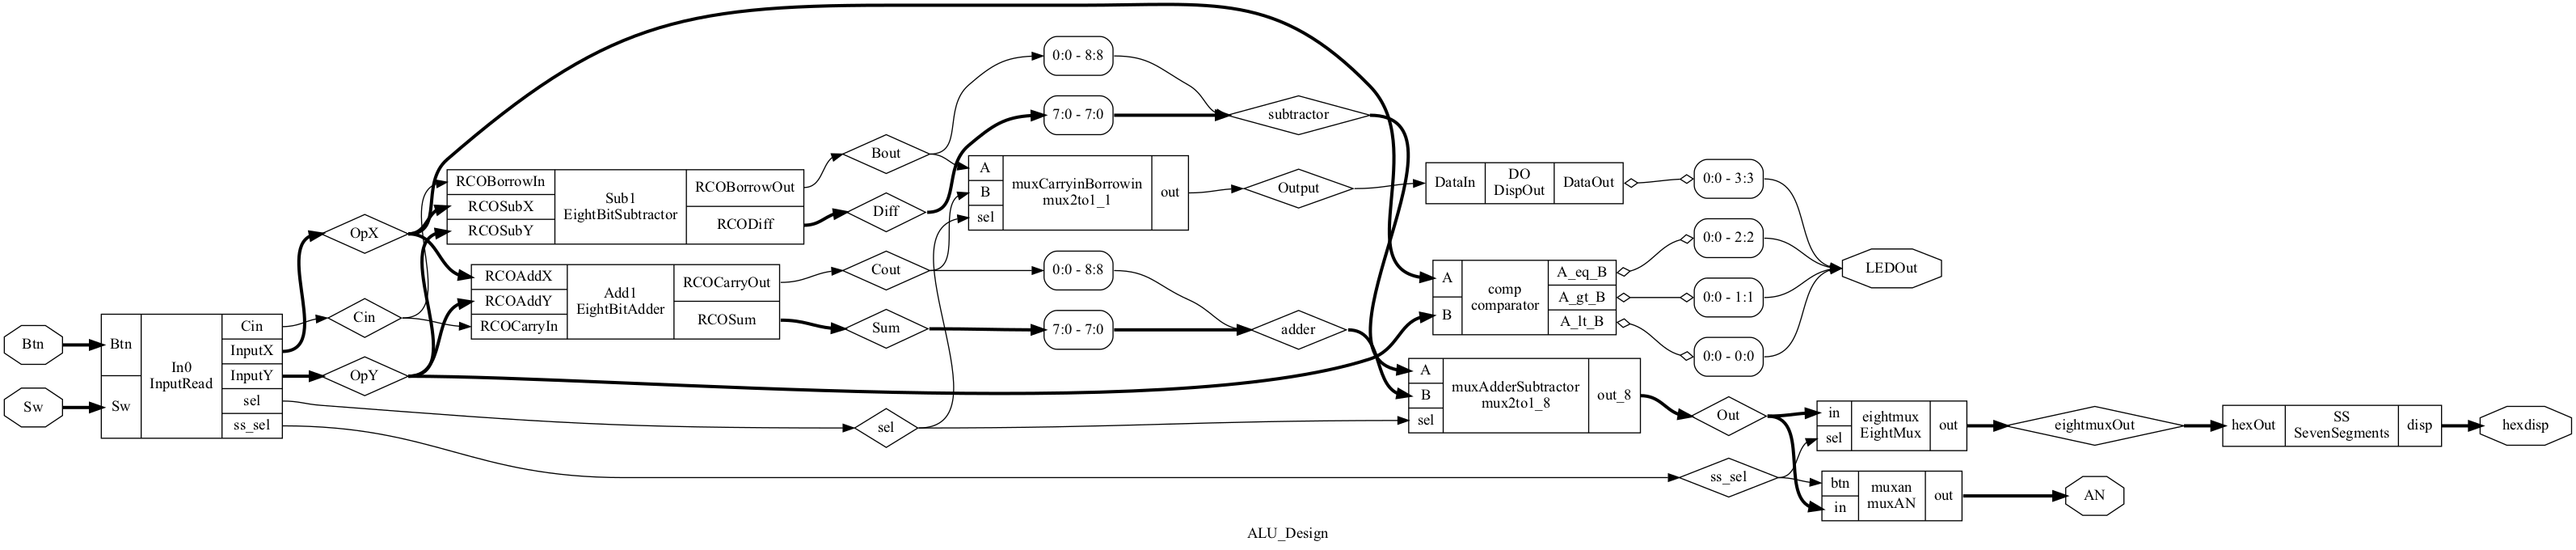 Btn
Sw
Btn
Sw
In0
InputRead
Cin
InputX
InputY
sel
ss_sel
OpX
Cin
OpY
RCOBorrowIn
RCOSubX
RCOSubY
Sub1
EightBitSubtractor
RCOBorrowOut
RCODiff
RCOAddX
RCOAddY
RCOCarryIn
Add1
EightBitAdder
RCOCarryOut
RCOSum
Bout
Diff
Cout
Sum
sel
0:0 - 8:8
7:0 - 7:0
A
B
sel
muxCarryinBorrowin
mux2to1_1
out
0:0 - 8:8
7:0 - 7:0
subtractor
Output
adder
DataIn
DO
DispOut
DataOut
A
B
comp
comparator
A_eq_B
A_gt_B
A_lt_B
A
B
sel
muxAdderSubtractor
mux2to1_8
out_8
0:0 - 3:3
0:0 - 2:2
0:0 - 1:1
0:0 - 0:0
LEDOut
Out
ss_sel
in
sel
eightmux
EightMux
out
btn
in
muxan
muxAN
out
eightmuxOut
AN
hexOut
SS
SevenSegments
disp
hexdisp
ALU_Design